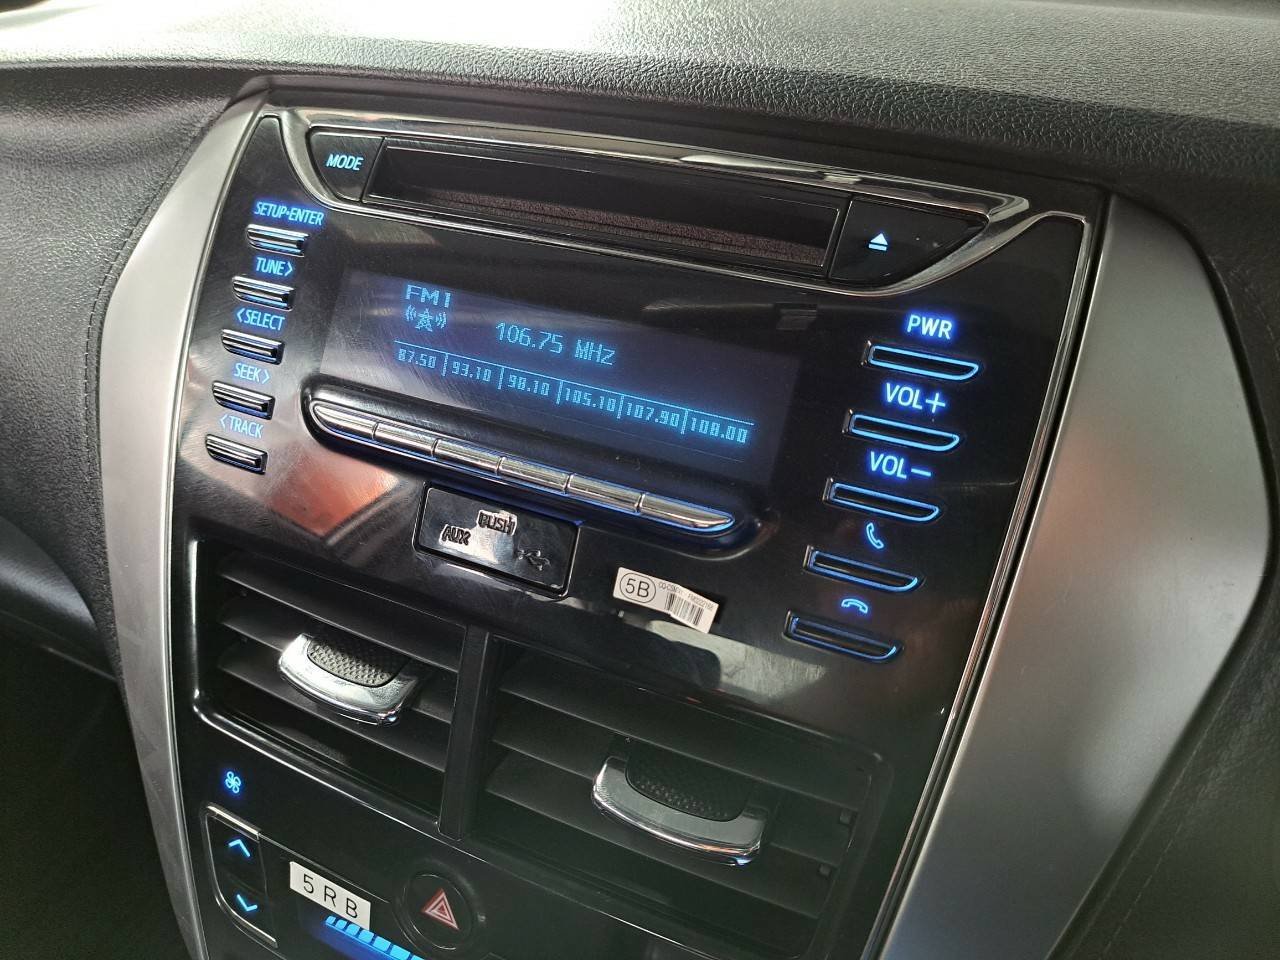 MODE
SETUP•ENTER
TUNE>
<SELECT
SEEK>
<TRACK
FM1
106.75 MHz
87.50 93.10 98.10 105.10 107.90 108.00
PWR
VOL+
VOL−
PUSH
AUX
5B
5RB